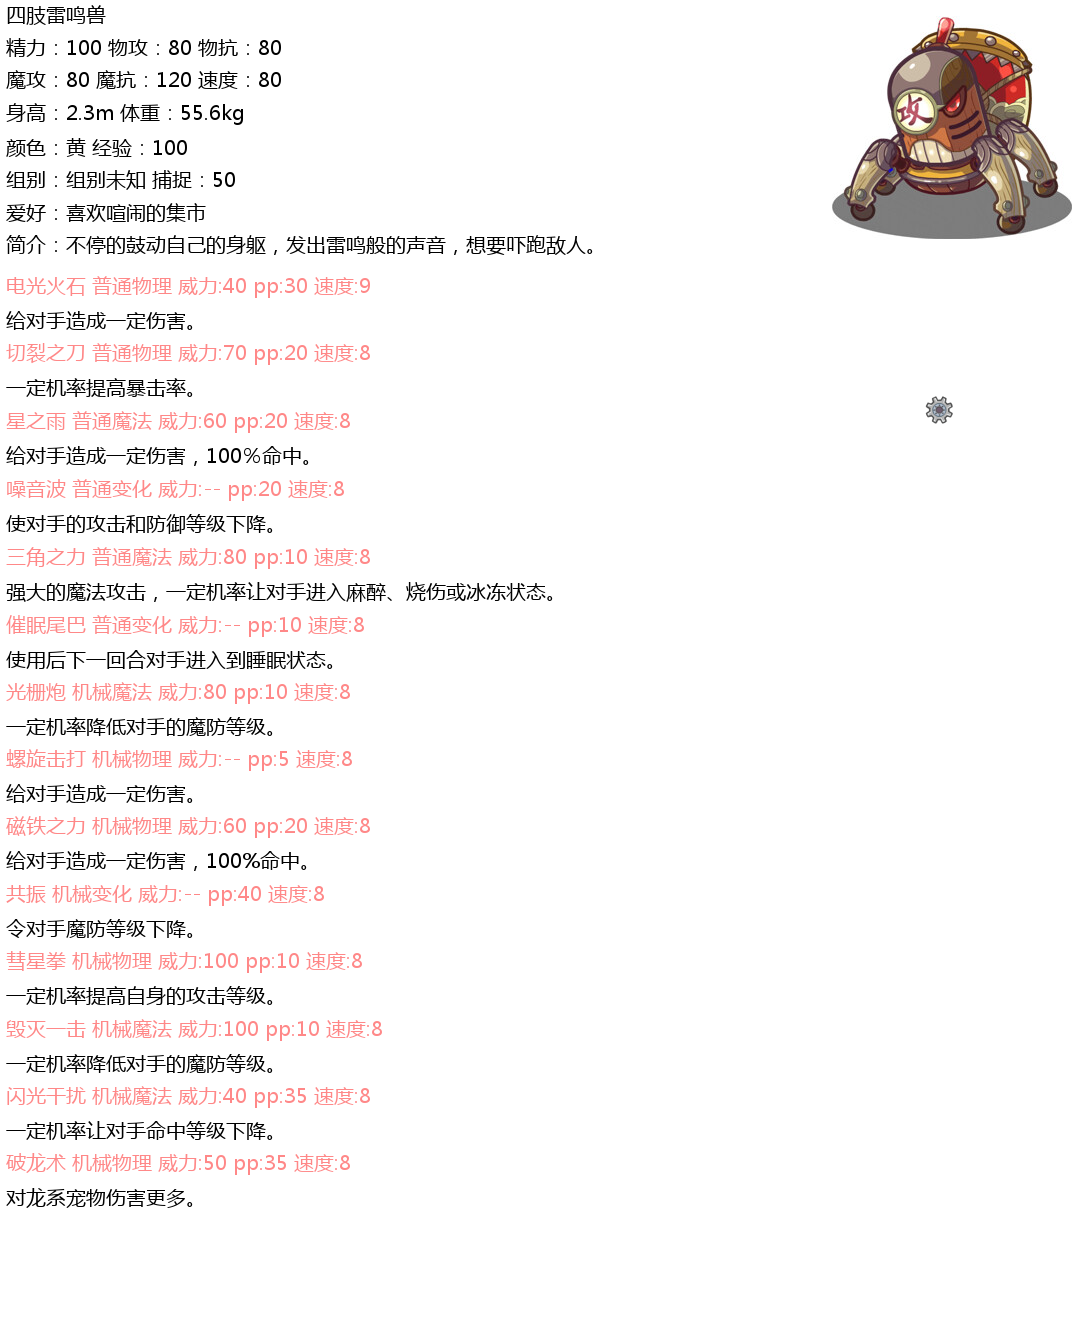 四肢雷鸣兽
精力：100 物攻：80 物抗：80
魔攻：80 魔抗：120 速度：80
身高：2.3m 体重：55.6kg
颜色：黄 经验：100
组别：组别未知 捕捉：50
爱好：喜欢喧闹的集市
简介：不停的鼓动自己的身躯，发出雷鸣般的声音，想要吓跑敌人。
攻
电光火石 普通物理 威力:40 pp:30 速度:9
给对手造成一定伤害。
切裂之刀 普通物理 威力:70 pp:20 速度:8
一定机率提高暴击率。
星之雨 普通魔法 威力:60 pp:20 速度:8
给对手造成一定伤害，100%命中。
噪音波 普通变化 威力:-- pp:20 速度:8
使对手的攻击和防御等级下降。
三角之力 普通魔法 威力:80 pp:10 速度:8
强大的魔法攻击，一定机率让对手进入麻醉、烧伤或冰冻状态。
催眠尾巴 普通变化 威力:-- pp:10 速度:8
使用后下一回合对手进入到睡眠状态。
光栅炮 机械魔法 威力:80 pp:10 速度:8
一定机率降低对手的魔防等级。
螺旋击打 机械物理 威力:-- pp:5 速度:8
给对手造成一定伤害。
磁铁之力 机械物理 威力:60 pp:20 速度:8
给对手造成一定伤害，100%命中。
共振 机械变化 威力:-- pp:40 速度:8
令对手魔防等级下降。
彗星拳 机械物理 威力:100 pp:10 速度:8
一定机率提高自身的攻击等级。
毁灭一击 机械魔法 威力:100 pp:10 速度:8
一定机率降低对手的魔防等级。
闪光干扰 机械魔法 威力:40 pp:35 速度:8
一定机率让对手命中等级下降。
破龙术 机械物理 威力:50 pp:35 速度:8
对龙系宠物伤害更多。